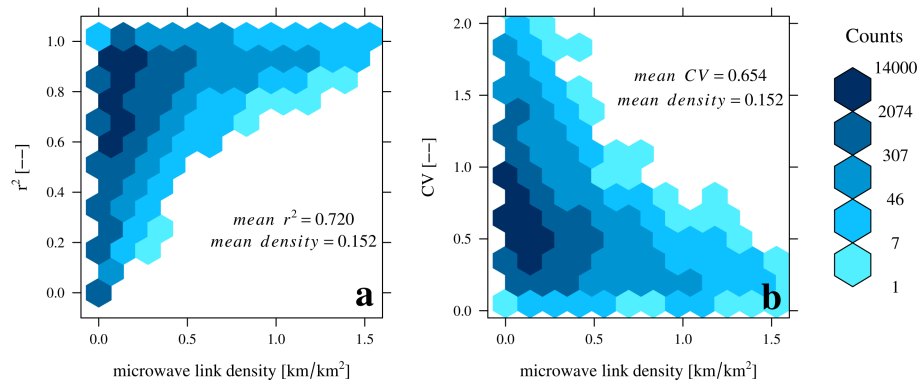 1.0
0.8
0.6
0.4
0.2
0.0
r² [−−]
mean r² = 0.720
mean density = 0.152
a
0.0 0.5 1.0 1.5
microwave link density [km/km²]
2.0
1.5
1.0
0.5
0.0
CV [−−]
mean CV = 0.654
mean density = 0.152
b
0.0 0.5 1.0 1.5
microwave link density [km/km²]
Counts
14000
2074
307
46
7
1